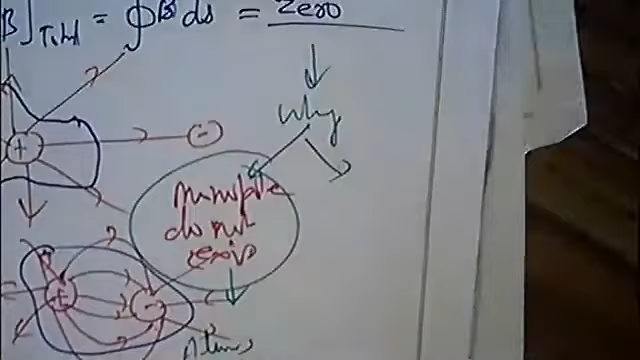 B]Total = ∮B ds = Zero
Why
+
-
monopole
do not
exist
+
-